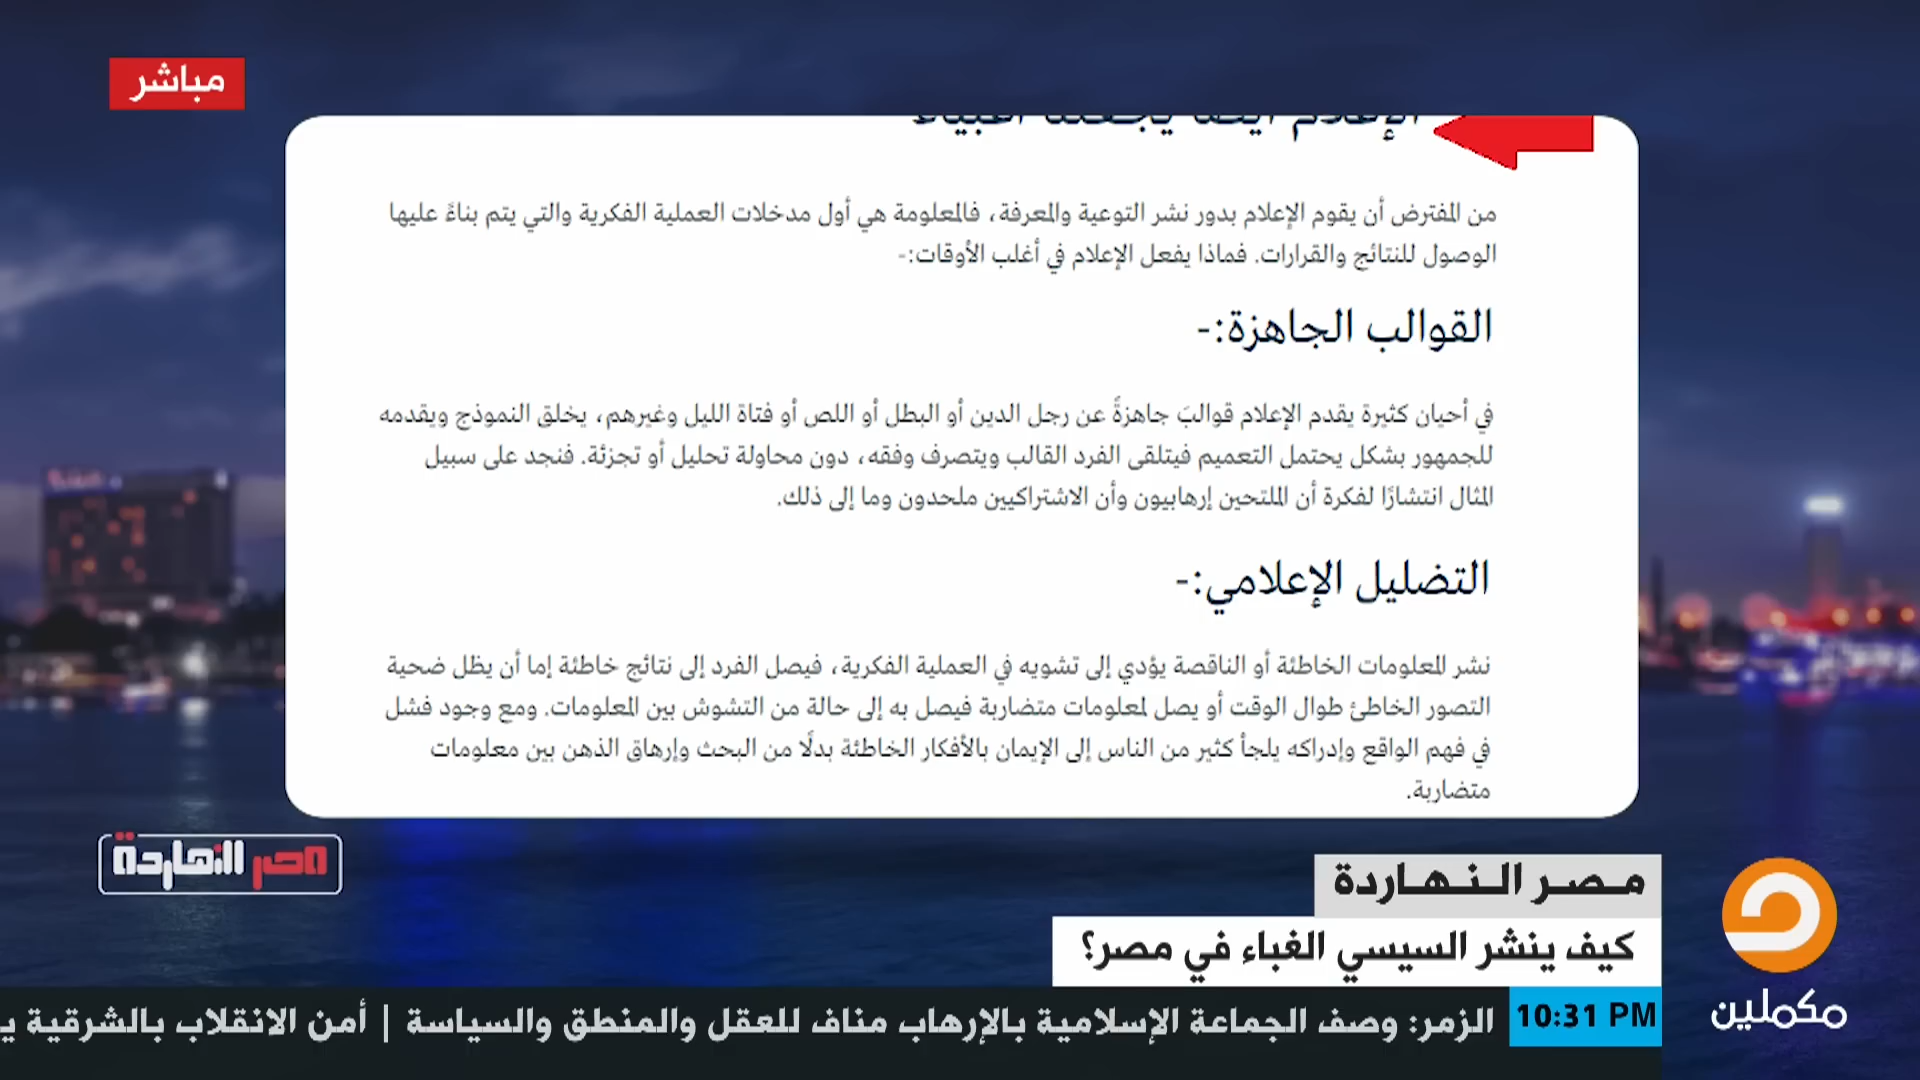 مباشر
الإعلام أيضًا يجعلنا أغبياء
من المفترض أن يقوم الإعلام بدور نشر التوعية والمعرفة، فالمعلومة هي أول مدخلات العملية الفكرية والتي يتم بناءً عليها
الوصول للنتائج والقرارات. فماذا يفعل الإعلام في أغلب الأوقات:-
القوالب الجاهزة:-
في أحيان كثيرة يقدم الإعلام قوالبَ جاهزةً عن رجل الدين أو البطل أو اللص أو فتاة الليل وغيرهم، يخلق النموذج ويقدمه
للجمهور بشكل يحتمل التعميم فيتلقى الفرد القالب ويتصرف وفقه، دون محاولة تحليل أو تجزئة. فنجد على سبيل
المثال انتشارًا لفكرة أن الملتحين إرهابيون وأن الاشتراكيين ملحدون وما إلى ذلك.
التضليل الإعلامي:-
نشر المعلومات الخاطئة أو الناقصة يؤدي إلى تشويه في العملية الفكرية، فيصل الفرد إلى نتائج خاطئة إما أن يظل ضحية
التصور الخاطئ طوال الوقت أو يصل لمعلومات متضاربة فيصل به إلى حالة من التشوش بين المعلومات. ومع وجود فشل
في فهم الواقع وإدراكه يلجأ كثير من الناس إلى الإيمان بالأفكار الخاطئة بدلًا من البحث وإرهاق الذهن بين معلومات
متضاربة.
مصر النهاردة
مصر النهاردة
كيف ينشر السيسي الغباء في مصر؟
10:31 PM
الزمر: وصف الجماعة الإسلامية بالإرهاب مناف للعقل والمنطق والسياسة | أمن الانقلاب بالشرقية
مكملين